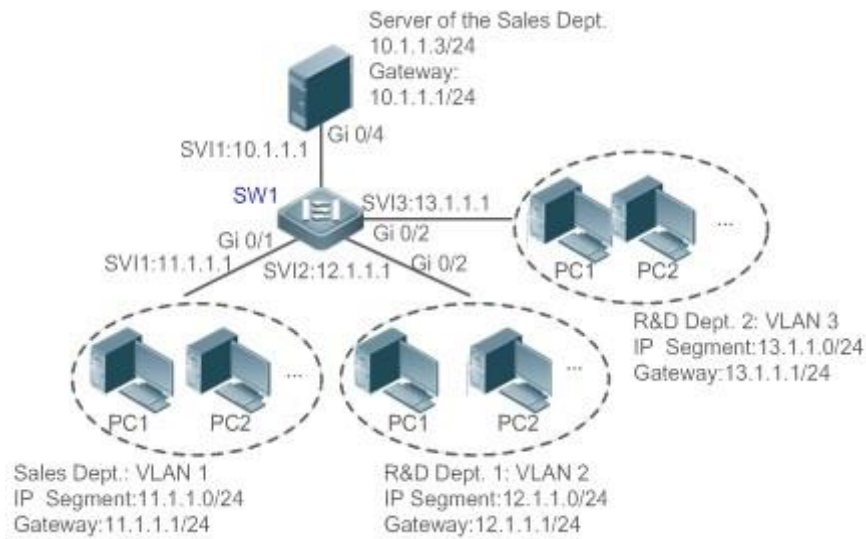 Server of the Sales Dept.
10.1.1.3/24
Gateway:
10.1.1.1/24
Gi 0/4
SVI1:10.1.1.1
SW1
SVI3:13.1.1.1
Gi 0/1
Gi 0/2
SVI1:11.1.1.1
SVI2:12.1.1.1
Gi 0/2
...
PC1
PC2
R&D Dept. 2: VLAN 3
IP Segment:13.1.1.0/24
Gateway:13.1.1.1/24
...
PC1
PC2
...
PC1
PC2
Sales Dept.: VLAN 1
IP Segment:11.1.1.0/24
Gateway:11.1.1.1/24
R&D Dept. 1: VLAN 2
IP Segment:12.1.1.0/24
Gateway:12.1.1.1/24